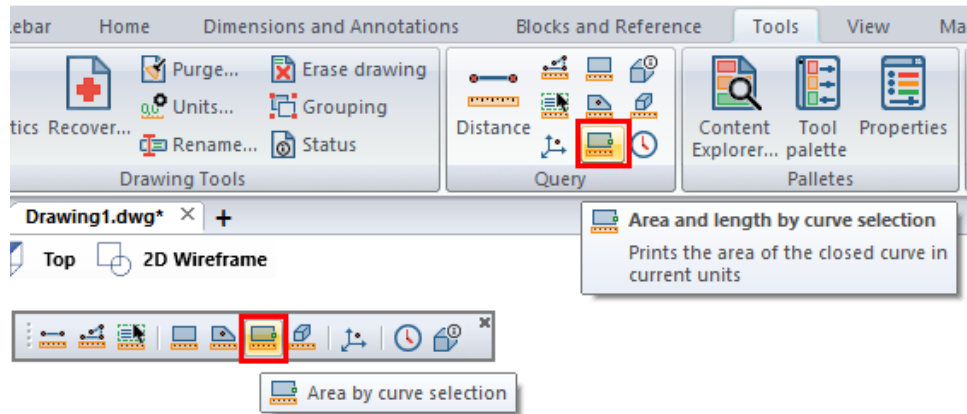 .ebar Home Dimensions and Annotations Blocks and Reference Tools View Ma
Purge... Erase drawing
Units... Grouping
tics Recover... Distance Content Tool Properties
Rename... Status Explorer... palette
Drawing Tools Query Palletes
Drawing1.dwg* × +
Area and length by curve selection
Prints the area of the closed curve in
current units
Top 2D Wireframe
Area by curve selection